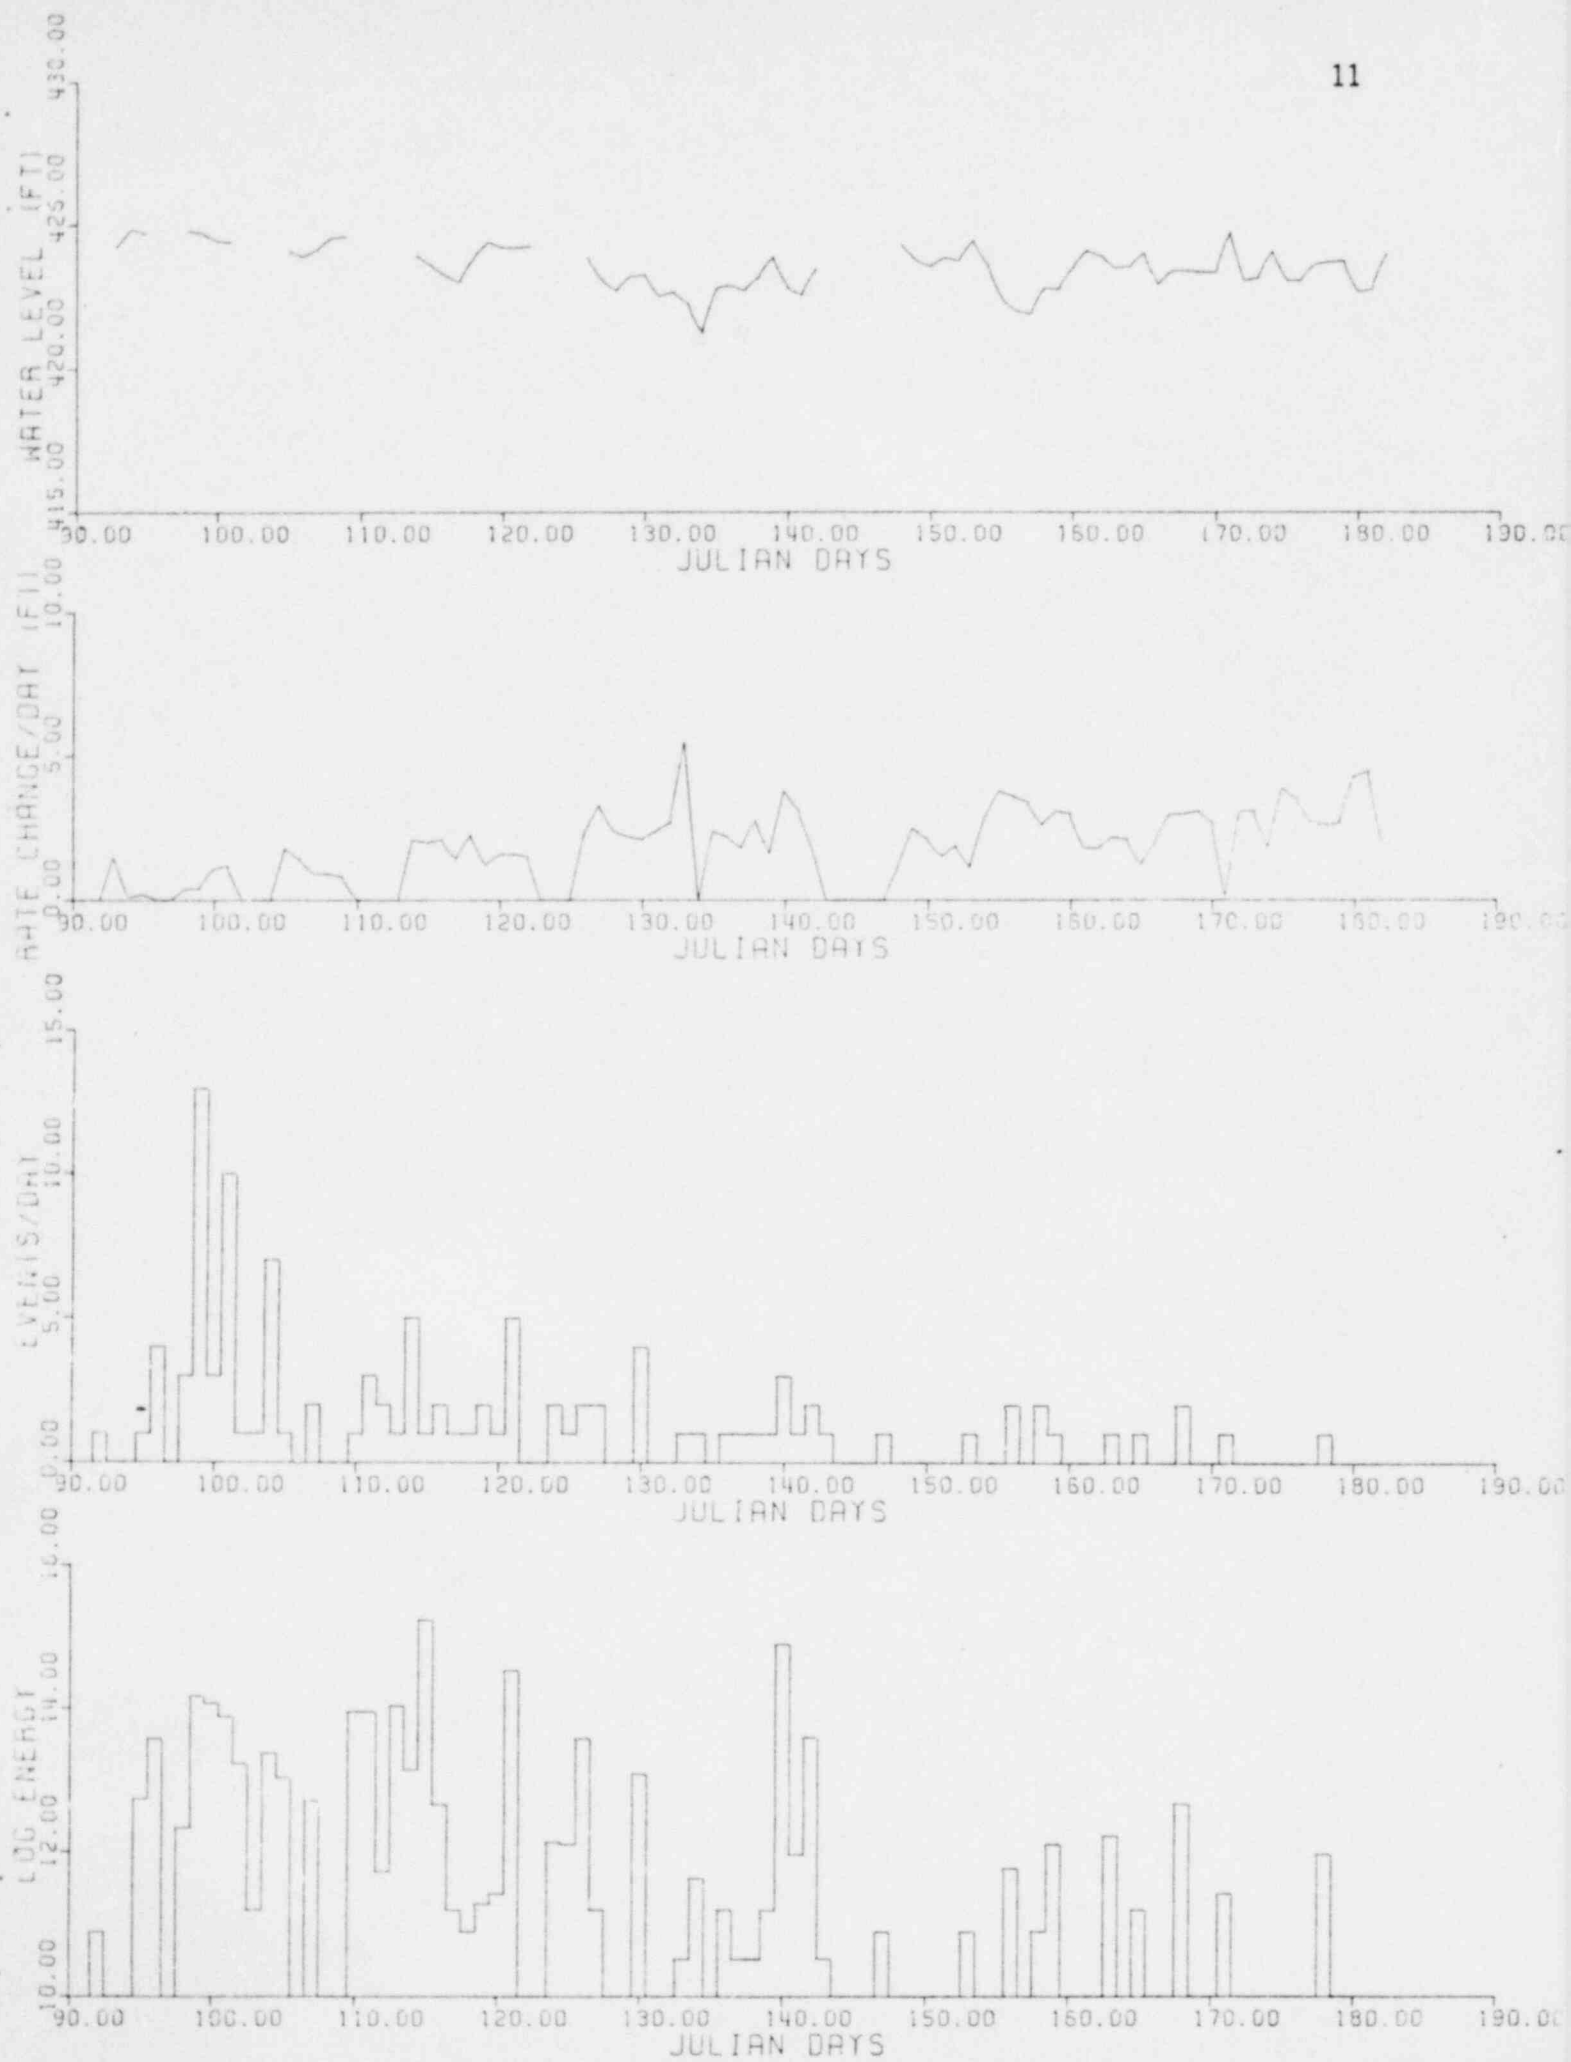 11
WATER LEVEL (FT)
430.00
425.00
420.00
415.00
90.00 100.00 110.00 120.00 130.00 140.00 150.00 160.00 170.00 180.00 190.00
JULIAN DAYS
RATE CHANGE/DAY (FT)
10.00
5.00
0.00
90.00 100.00 110.00 120.00 130.00 140.00 150.00 160.00 170.00 180.00 190.00
JULIAN DAYS
EVENTS/DAY
15.00
10.00
5.00
0.00
90.00 100.00 110.00 120.00 130.00 140.00 150.00 160.00 170.00 180.00 190.00
JULIAN DAYS
LOG ENERGY
16.00
14.00
12.00
10.00
90.00 100.00 110.00 120.00 130.00 140.00 150.00 160.00 170.00 180.00 190.00
JULIAN DAYS